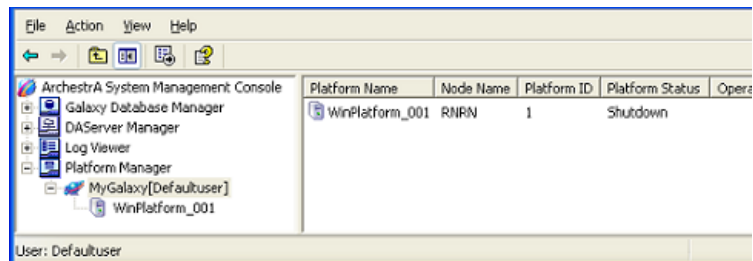 File Action View Help
ArchestrA System Management Console
Galaxy Database Manager
DAServer Manager
Log Viewer
Platform Manager
MyGalaxy[Defaultuser]
WinPlatform_001
Platform Name Node Name Platform ID Platform Status Opera
WinPlatform_001 RNRN 1 Shutdown
User: Defaultuser